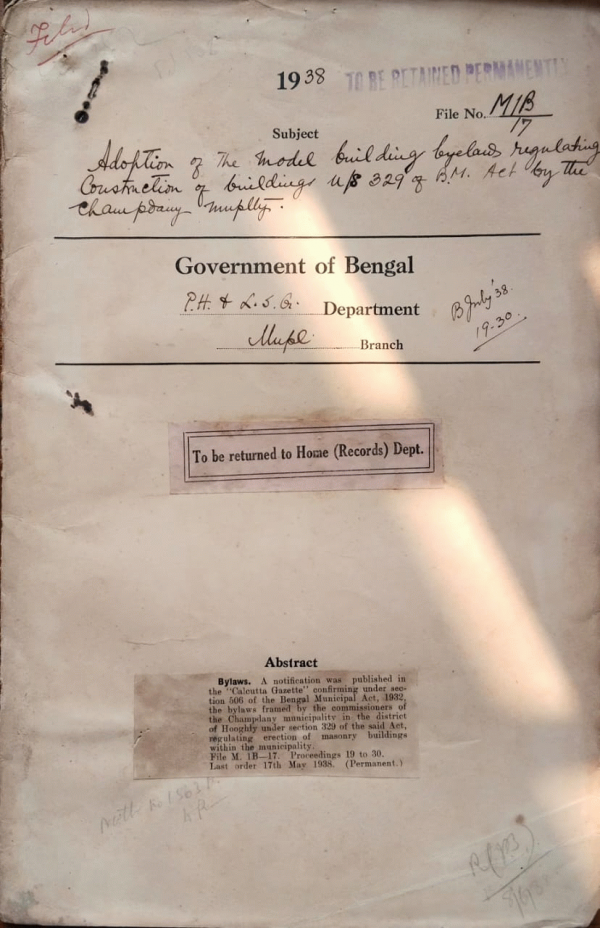 Filed
1938 TO BE RETAINED PERMANENTLY
File No. M1B/17
Subject
Adoption of The Model building byelaws regulating
Construction of buildings u/s 329 of B.M. Act by the
Champdany muplty.
Government of Bengal
P.H. & L.S.G. Department
Mupl Branch
B July '38
19-30
To be returned to Home (Records) Dept.
Abstract
Bylaws. A notification was published in
the "Calcutta Gazette" confirming under sec-
tion 506 of the Bengal Municipal Act, 1932,
the bylaws framed by the commissioners of
the Champdany municipality in the district
of Hooghly under section 329 of the said Act,
regulating erection of masonry buildings
within the municipality.
File M. 1B—17. Proceedings 19 to 30.
Last order 17th May 1938. (Permanent.)